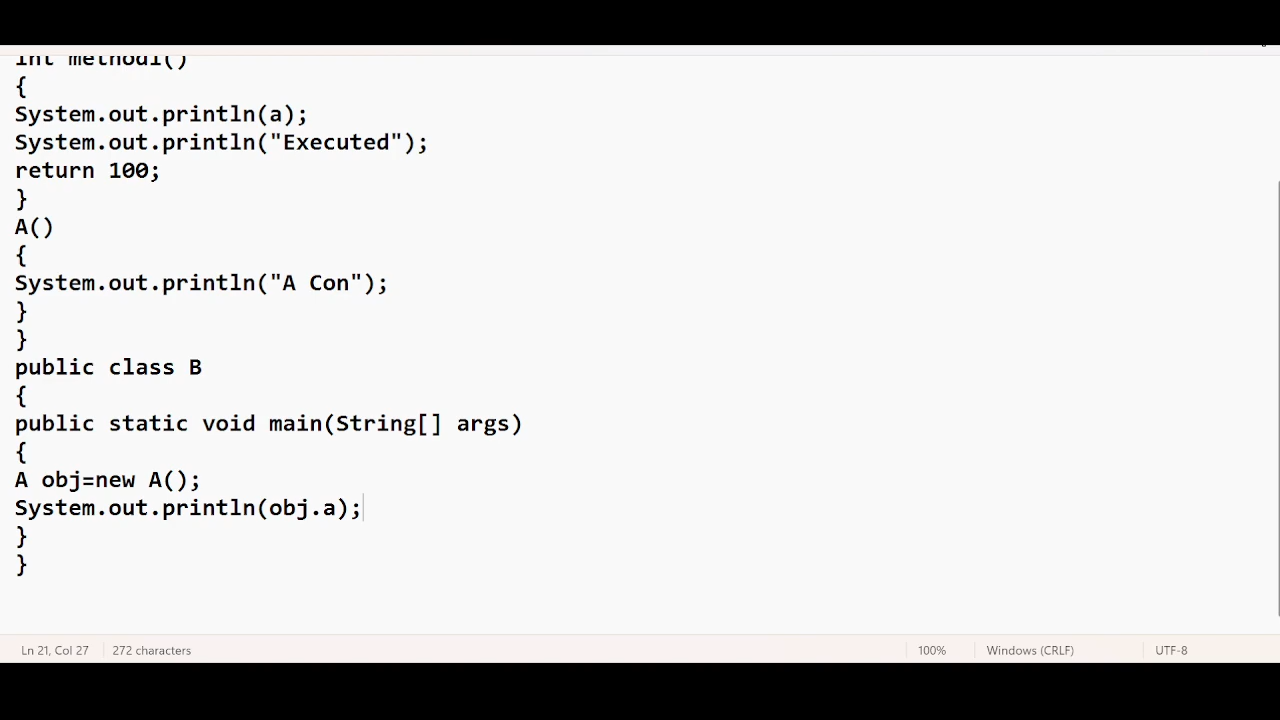 int method1()
{
System.out.println(a);
System.out.println("Executed");
return 100;
}
A()
{
System.out.println("A Con");
}
}
public class B
{
public static void main(String[] args)
{
A obj=new A();
System.out.println(obj.a);
}
}
Ln 21, Col 27 272 characters 100% Windows (CRLF) UTF-8